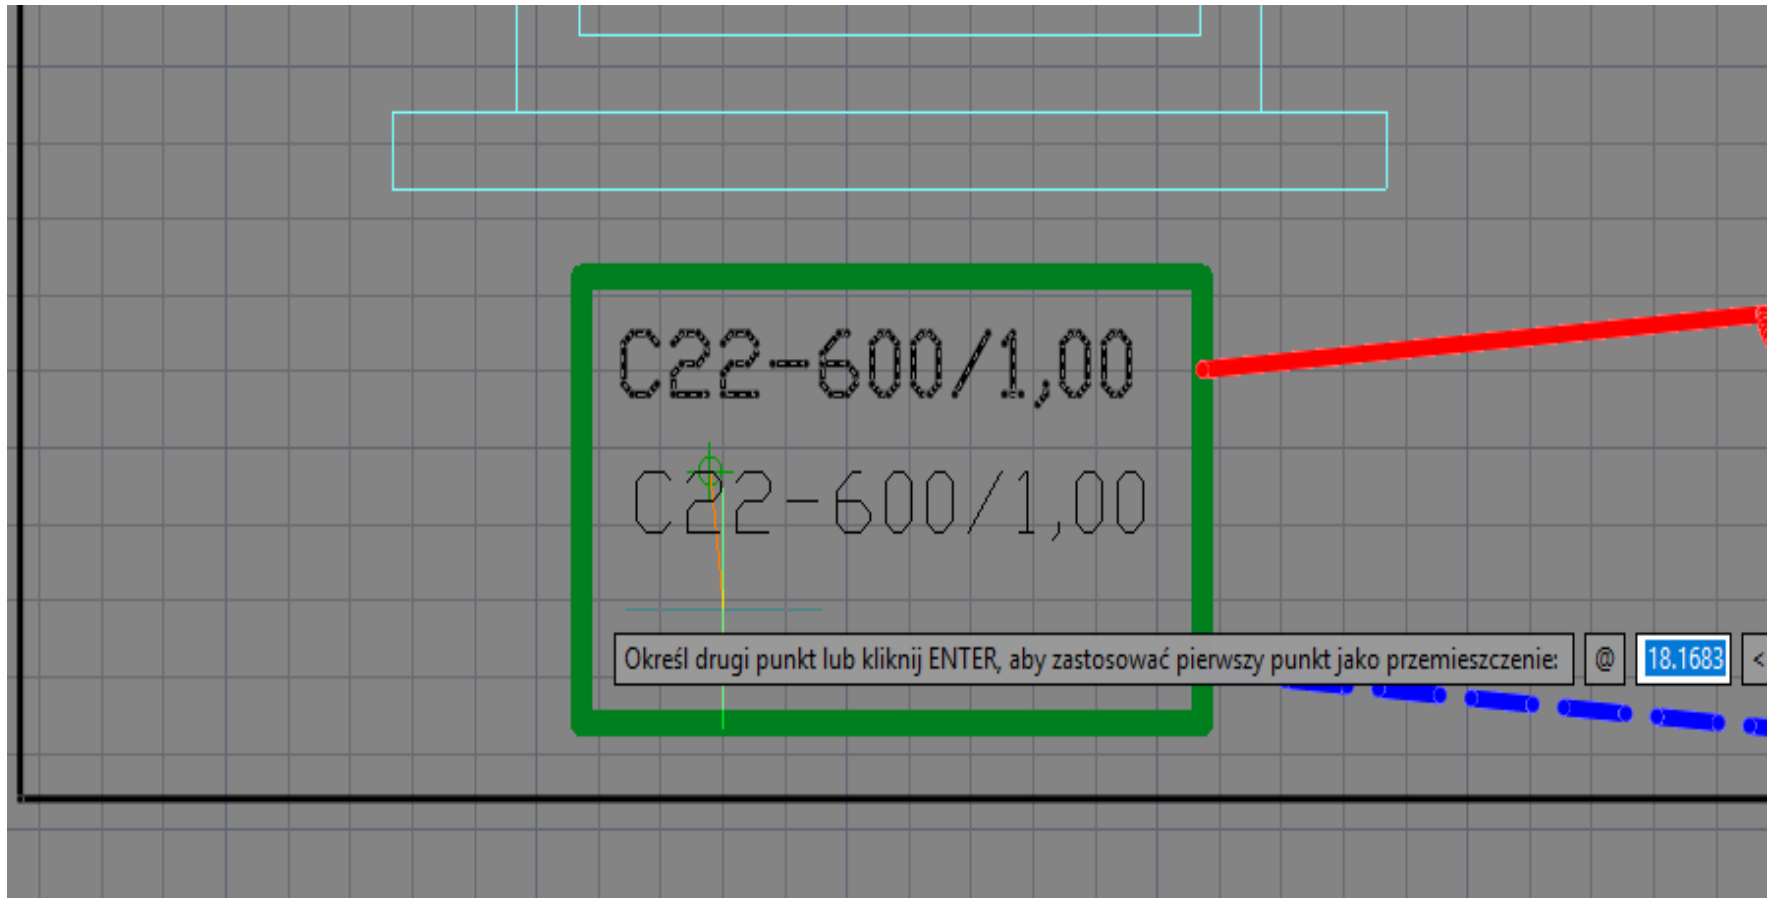 C22-600/1,00
C22-600/1,00
Określ drugi punkt lub kliknij ENTER, aby zastosować pierwszy punkt jako przemieszczenie: @ 18.1683 <